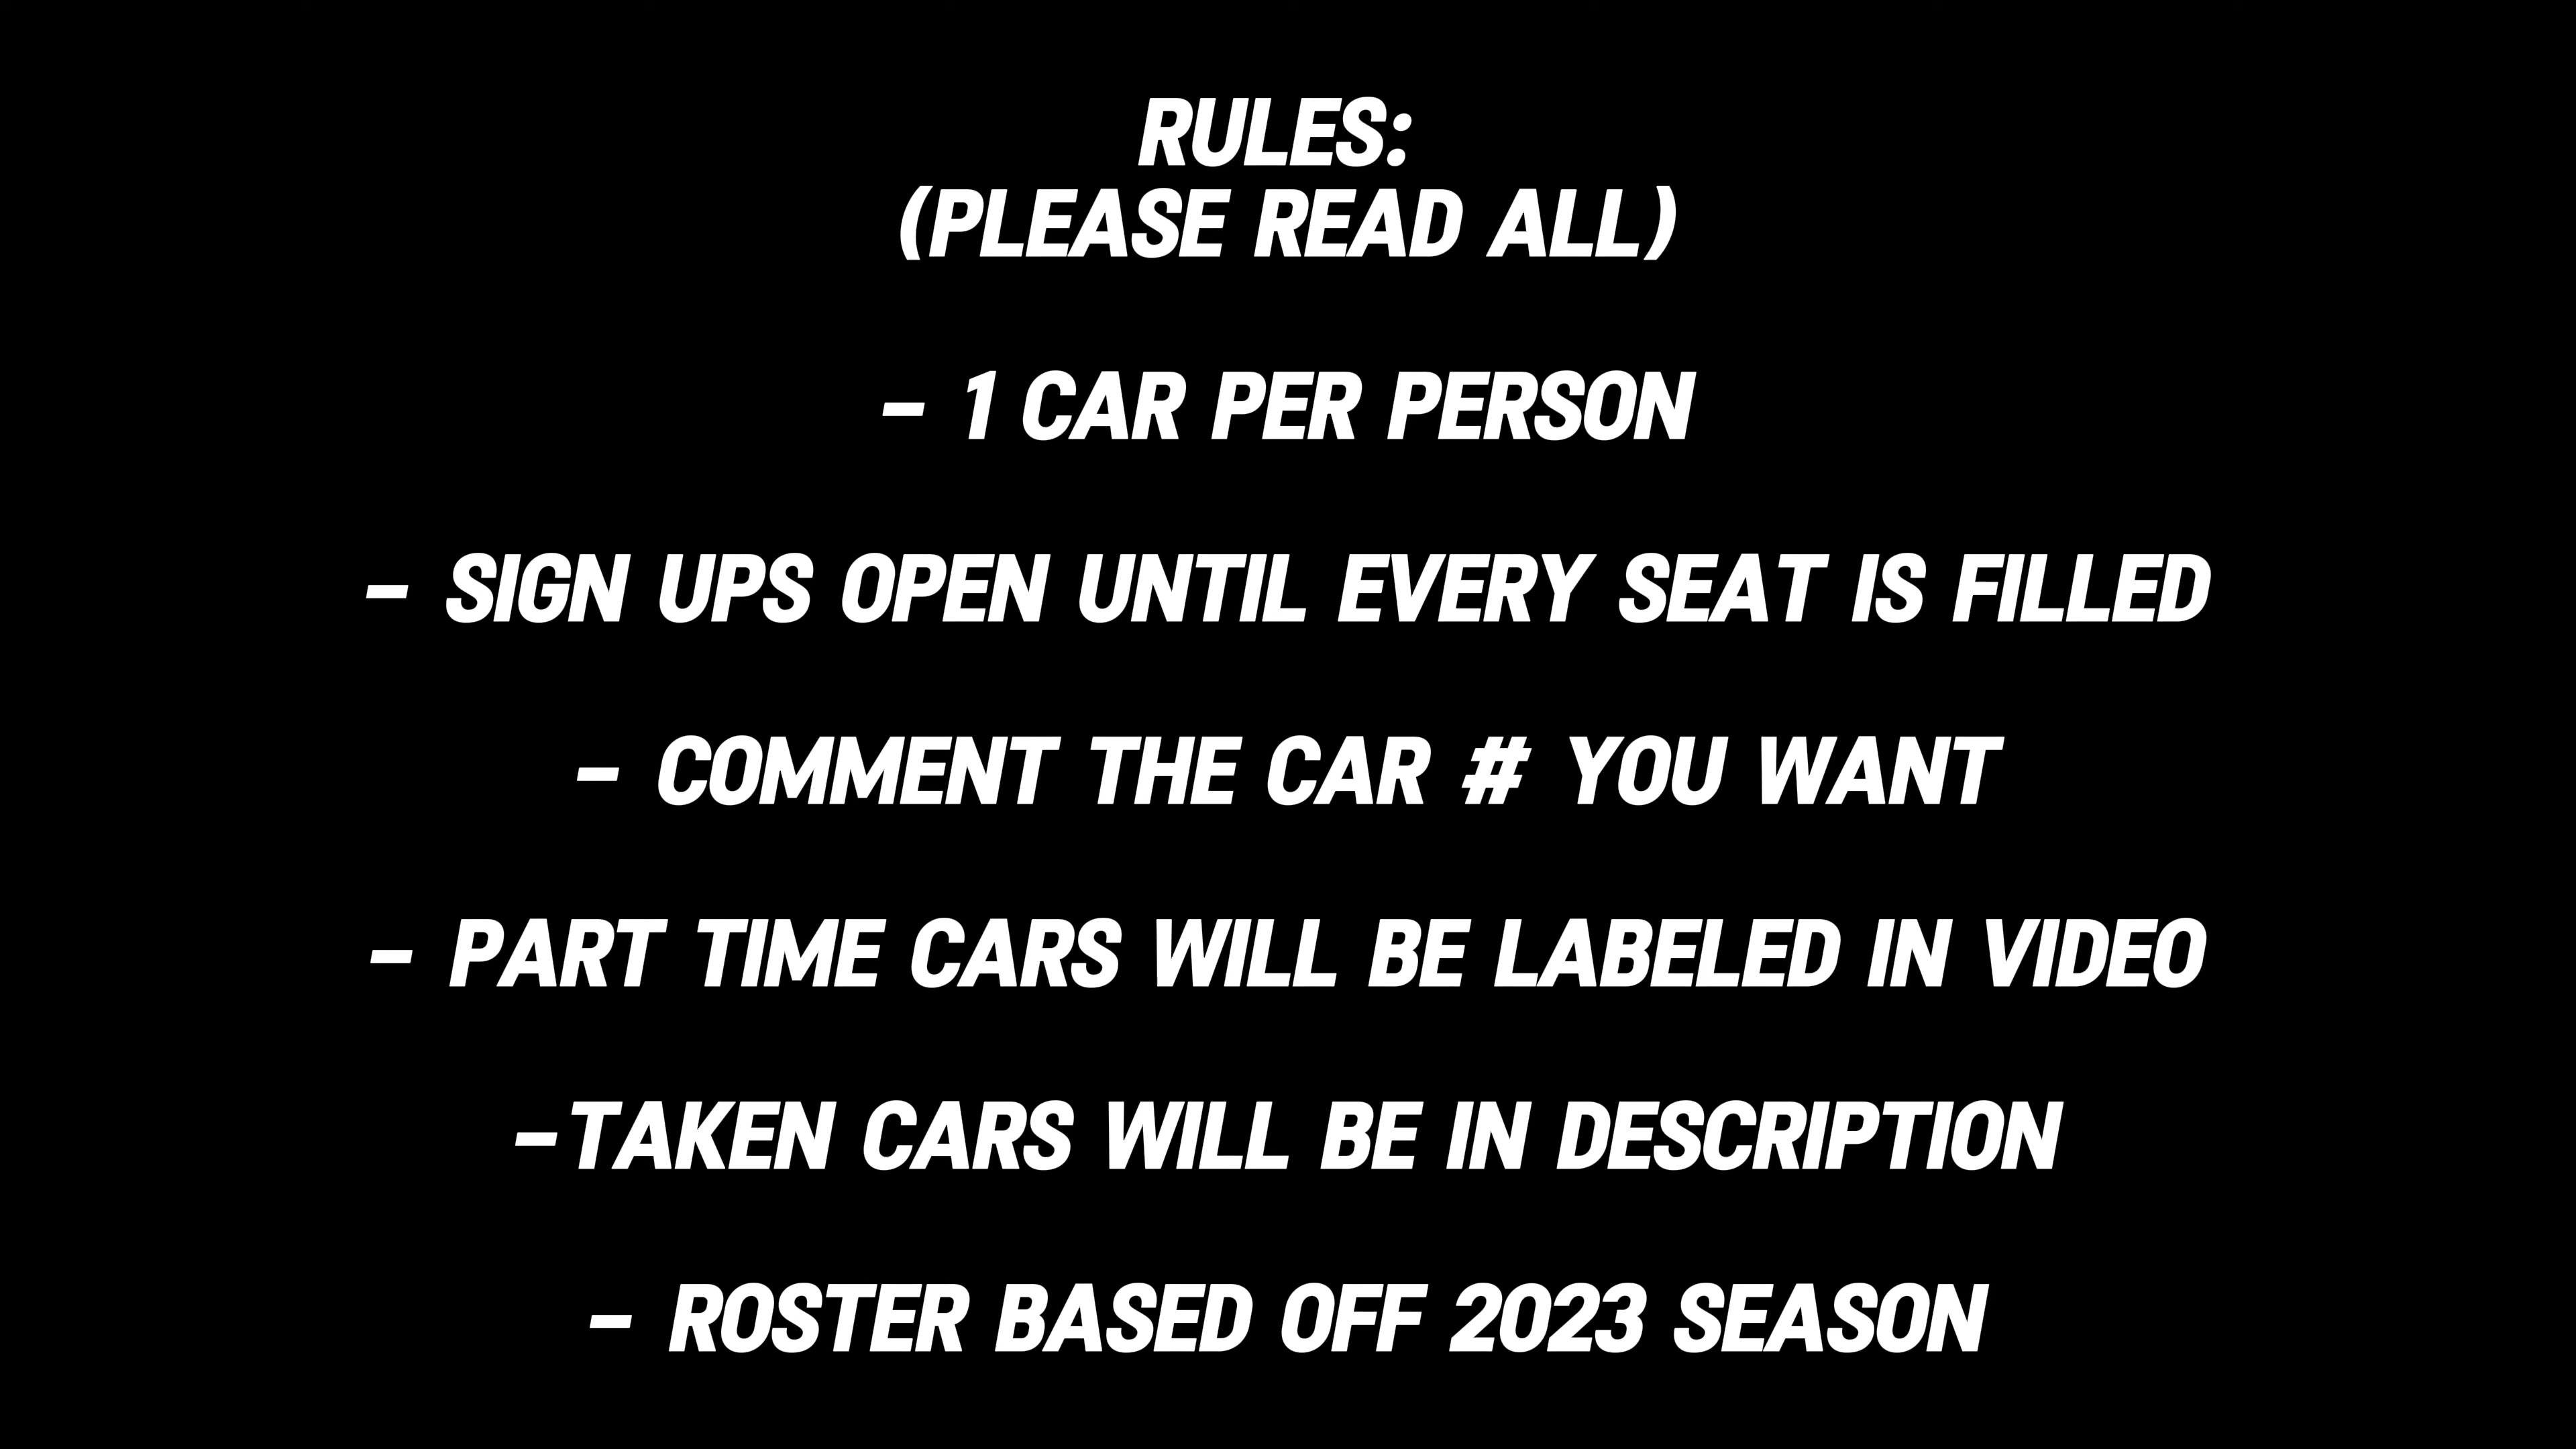 RULES:
(PLEASE READ ALL)
- 1 CAR PER PERSON
- SIGN UPS OPEN UNTIL EVERY SEAT IS FILLED
- COMMENT THE CAR # YOU WANT
- PART TIME CARS WILL BE LABELED IN VIDEO
-TAKEN CARS WILL BE IN DESCRIPTION
- ROSTER BASED OFF 2023 SEASON